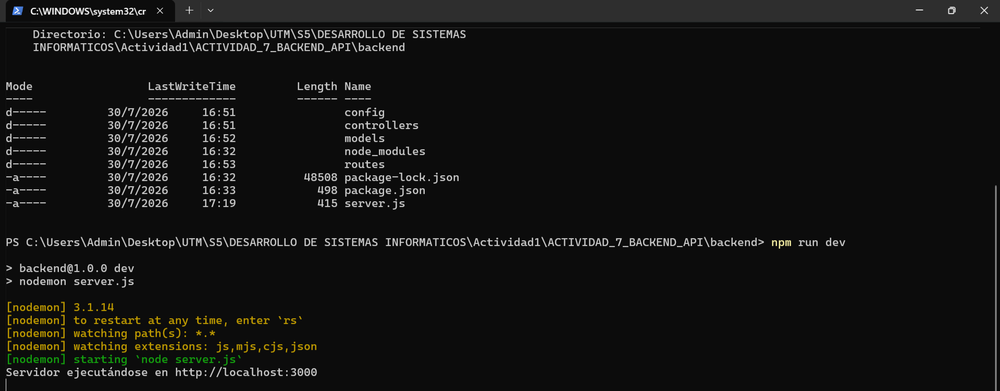 C:\WINDOWS\system32\cr
Directorio: C:\Users\Admin\Desktop\UTM\S5\DESARROLLO DE SISTEMAS
INFORMATICOS\Actividad1\ACTIVIDAD_7_BACKEND_API\backend
Mode                 LastWriteTime         Length Name
----                 -------------         ------ ----
d-----         30/7/2026     16:51                config
d-----         30/7/2026     16:51                controllers
d-----         30/7/2026     16:52                models
d-----         30/7/2026     16:32                node_modules
d-----         30/7/2026     16:53                routes
-a----         30/7/2026     16:32          48508 package-lock.json
-a----         30/7/2026     16:33            498 package.json
-a----         30/7/2026     17:19            415 server.js
PS C:\Users\Admin\Desktop\UTM\S5\DESARROLLO DE SISTEMAS INFORMATICOS\Actividad1\ACTIVIDAD_7_BACKEND_API\backend> npm run dev
> backend@1.0.0 dev
> nodemon server.js
[nodemon] 3.1.14
[nodemon] to restart at any time, enter `rs`
[nodemon] watching path(s): *.*
[nodemon] watching extensions: js,mjs,cjs,json
[nodemon] starting `node server.js`
Servidor ejecutándose en http://localhost:3000